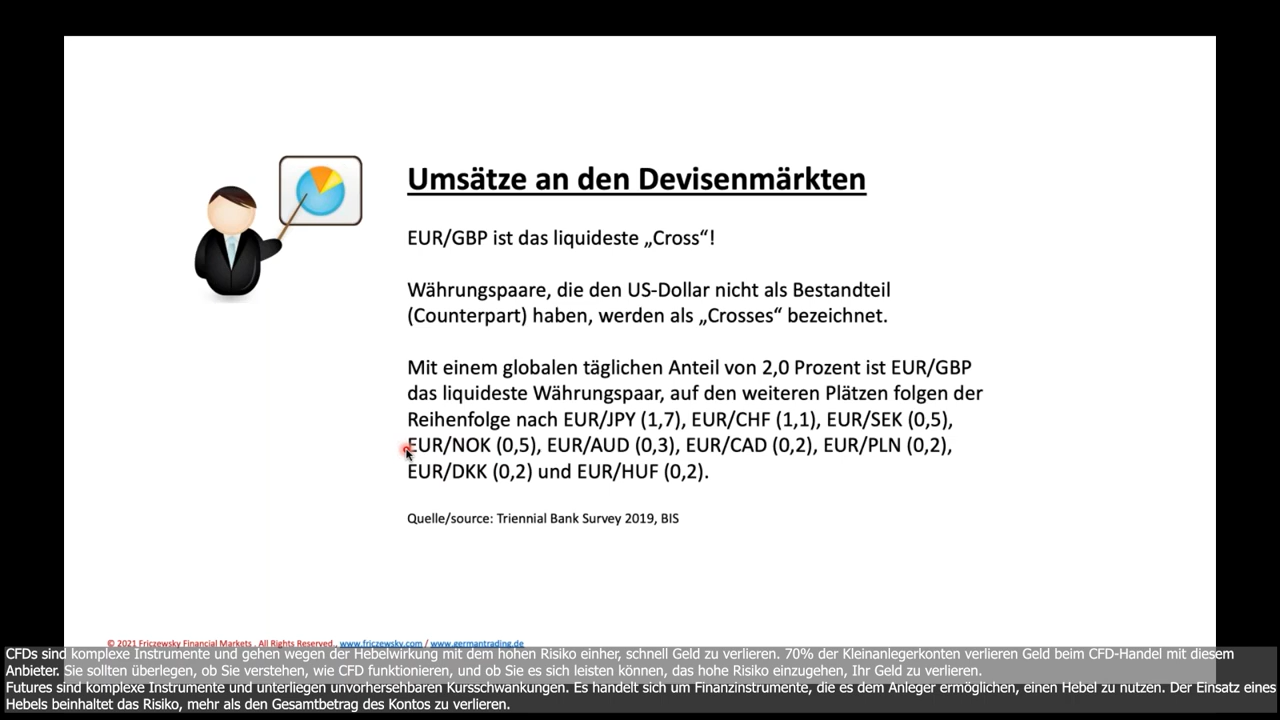 Umsätze an den Devisenmärkten
EUR/GBP ist das liquideste „Cross“!
Währungspaare, die den US-Dollar nicht als Bestandteil
(Counterpart) haben, werden als „Crosses“ bezeichnet.
Mit einem globalen täglichen Anteil von 2,0 Prozent ist EUR/GBP
das liquideste Währungspaar, auf den weiteren Plätzen folgen der
Reihenfolge nach EUR/JPY (1,7), EUR/CHF (1,1), EUR/SEK (0,5),
EUR/NOK (0,5), EUR/AUD (0,3), EUR/CAD (0,2), EUR/PLN (0,2),
EUR/DKK (0,2) und EUR/HUF (0,2).
Quelle/source: Triennial Bank Survey 2019, BIS
© 2021 Friczewsky Financial Markets . All Rights Reserved . www.friczewsky.com / www.germantrading.de
CFDs sind komplexe Instrumente und gehen wegen der Hebelwirkung mit dem hohen Risiko einher, schnell Geld zu verlieren. 70% der Kleinanlegerkonten verlieren Geld beim CFD-Handel mit diesem
Anbieter. Sie sollten überlegen, ob Sie verstehen, wie CFD funktionieren, und ob Sie es sich leisten können, das hohe Risiko einzugehen, Ihr Geld zu verlieren.
Futures sind komplexe Instrumente und unterliegen unvorhersehbaren Kursschwankungen. Es handelt sich um Finanzinstrumente, die es dem Anleger ermöglichen, einen Hebel zu nutzen. Der Einsatz eines
Hebels beinhaltet das Risiko, mehr als den Gesamtbetrag des Kontos zu verlieren.